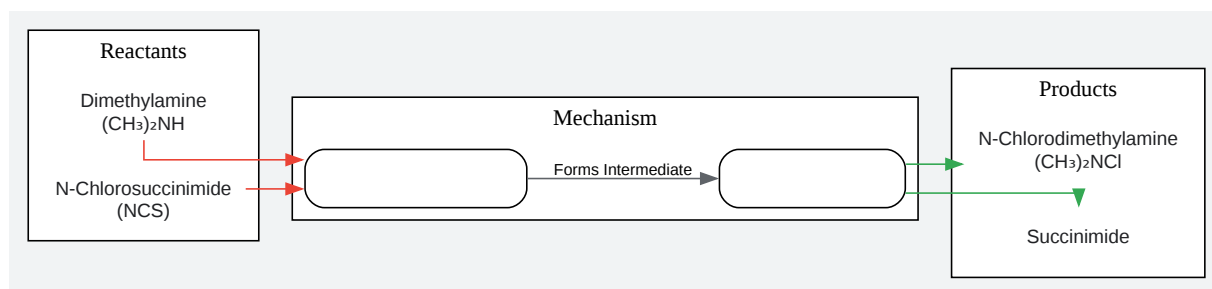 Reactants
Dimethylamine
(CH₃)₂NH
N-Chlorosuccinimide
(NCS)
Mechanism
Forms Intermediate
Products
N-Chlorodimethylamine
(CH₃)₂NCl
Succinimide